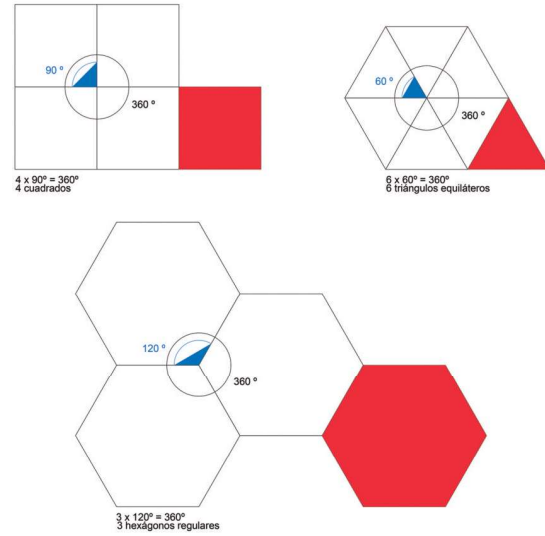 90 º
360 º
4 x 90º = 360º
4 cuadrados
60 º
360 º
6 x 60º = 360º
6 triángulos equiláteros
120 º
360 º
3 x 120º = 360º
3 hexágonos regulares